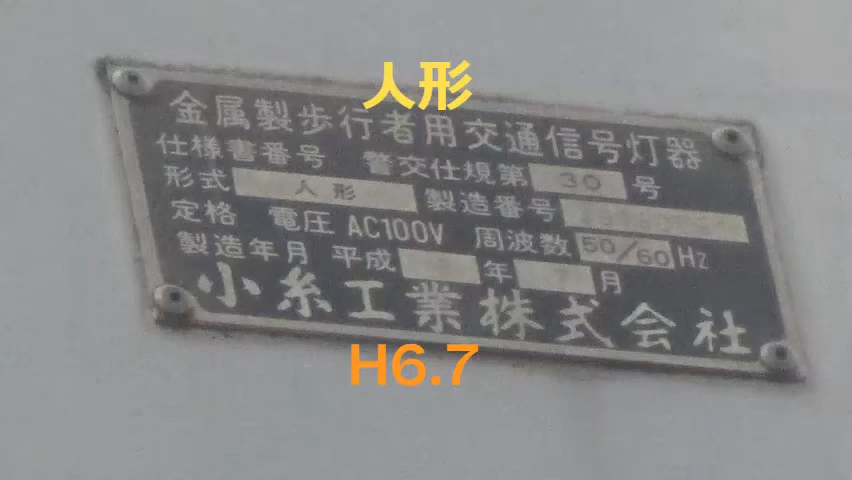 人形
金属製歩行者用交通信号灯器
仕様書番号 警交仕規第 30 号
形式 人形 製造番号
定格 電圧 AC100V 周波数 50/60 Hz
製造年月 平成 年 月
小糸工業株式会社
H6.7